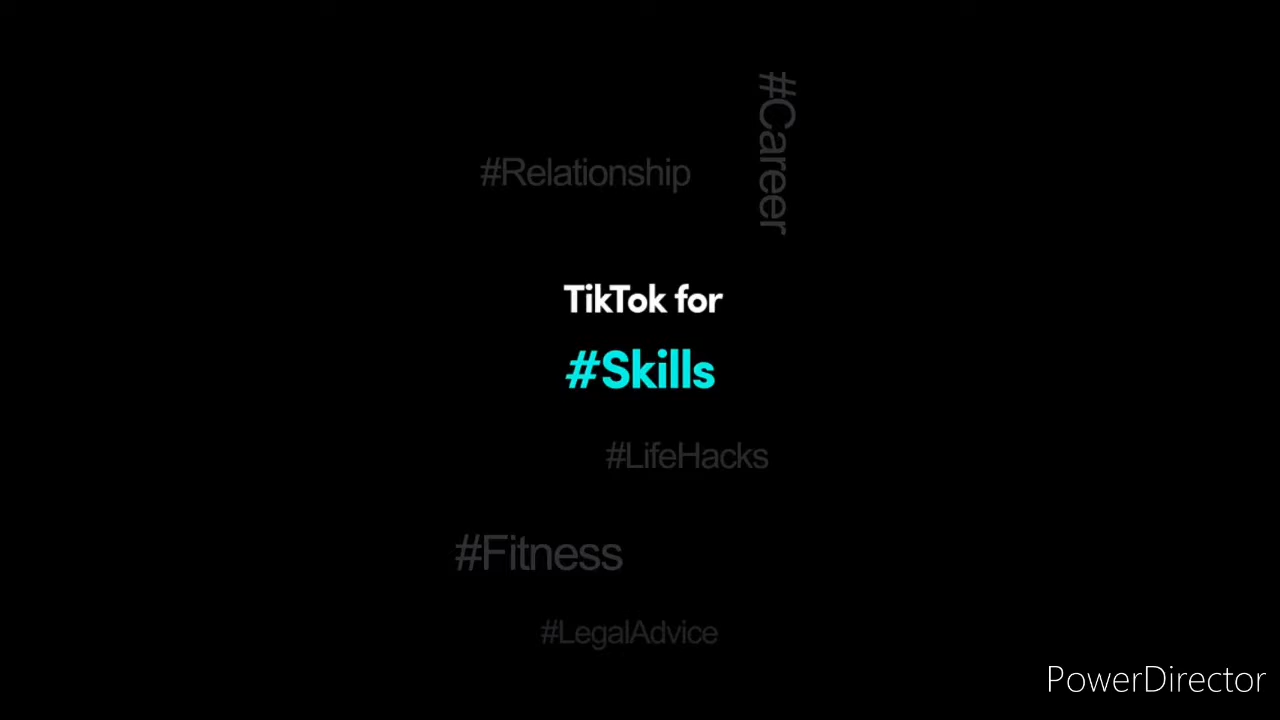 #Career
#Relationship
TikTok for
#Skills
#LifeHacks
#Fitness
#LegalAdvice
PowerDirector